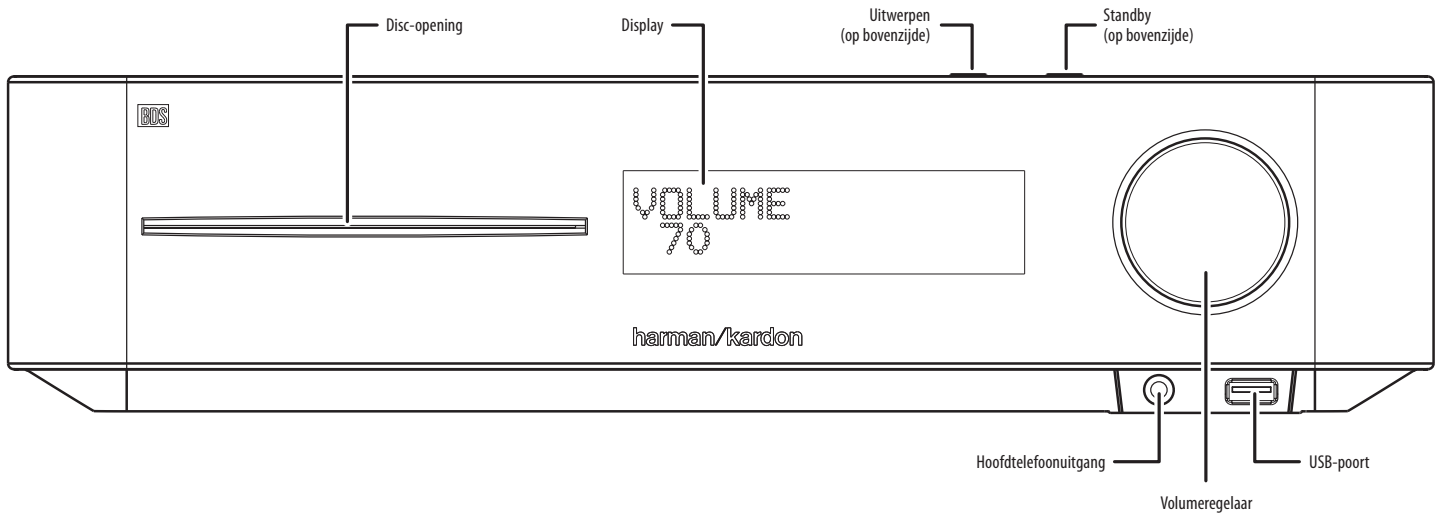 Disc-opening
Display
Uitwerpen
(op bovenzijde)
Standby
(op bovenzijde)
BDS
VOLUME
70
harman/kardon
Hoofdtelefoonuitgang
USB-poort
Volumeregelaar